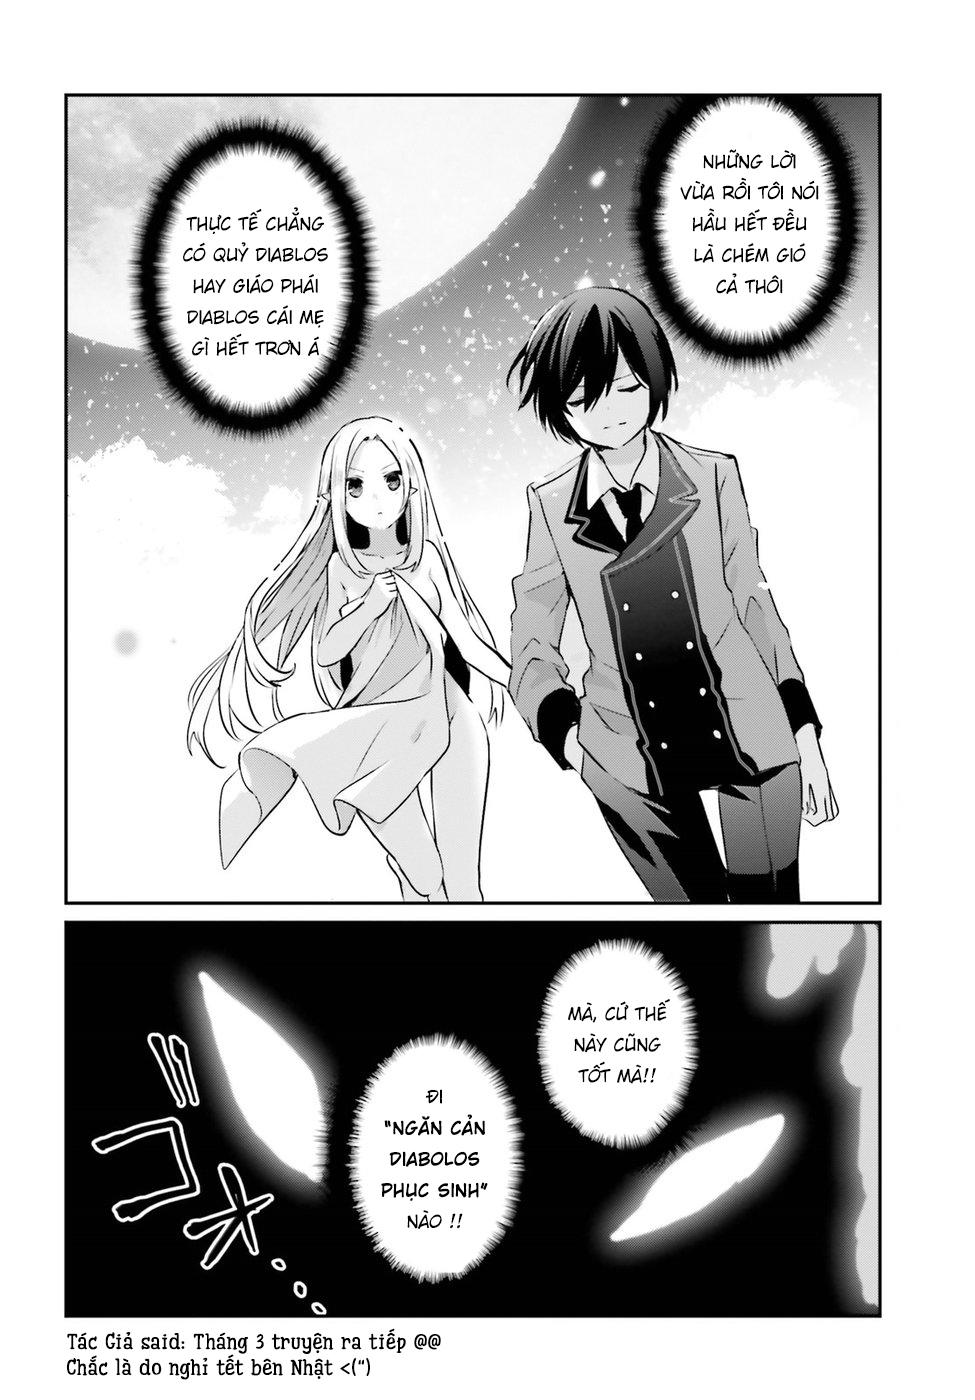 NHỮNG LỜI
VỪA RỒI TÔI NÓI
HẦU HẾT ĐỀU
LÀ CHÉM GIÓ
CẢ THÔI
THỰC TẾ CHẲNG
CÓ QUỶ DIABLOS
HAY GIÁO PHÁI
DIABLOS CÁI MẸ
GÌ HẾT TRƠN Á
MÀ, CỨ THẾ
NÀY CŨNG
TỐT MÀ!!
ĐI
"NGĂN CẢN
DIABOLOS
PHỤC SINH"
NÀO !!
ゴオ…
Tác Giả said: Tháng 3 truyện ra tiếp @@
Chắc là do nghỉ tết bên Nhật <(")